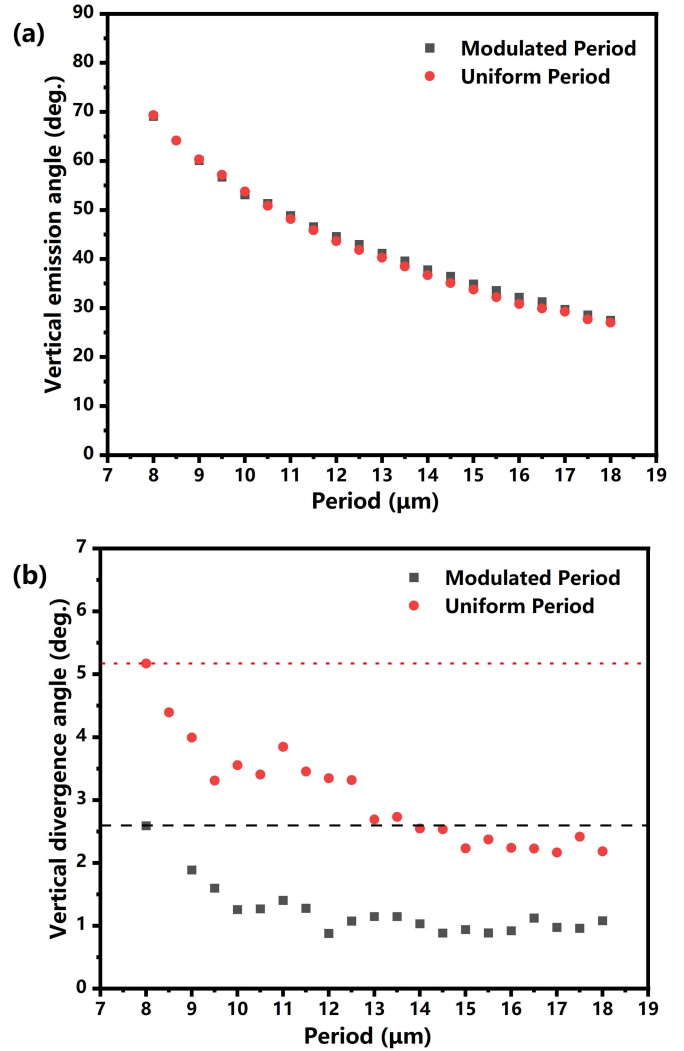 (a)
Modulated Period
Uniform Period
Vertical emission angle (deg.)
90
80
70
60
50
40
30
20
10
0
7 8 9 10 11 12 13 14 15 16 17 18 19
Period (μm)
(b)
Modulated Period
Uniform Period
Vertical divergence angle (deg.)
7
6
5
4
3
2
1
0
7 8 9 10 11 12 13 14 15 16 17 18 19
Period (μm)